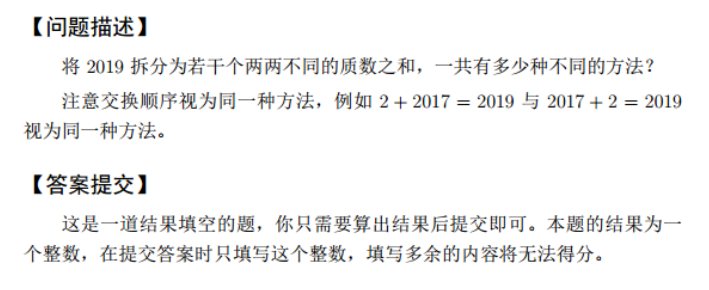 【问题描述】
将 2019 拆分为若干个两两不同的质数之和，一共有多少种不同的方法？
注意交换顺序视为同一种方法，例如 2 + 2017 = 2019 与 2017 + 2 = 2019
视为同一种方法。
【答案提交】
这是一道结果填空的题，你只需要算出结果后提交即可。本题的结果为一
个整数，在提交答案时只填写这个整数，填写多余的内容将无法得分。